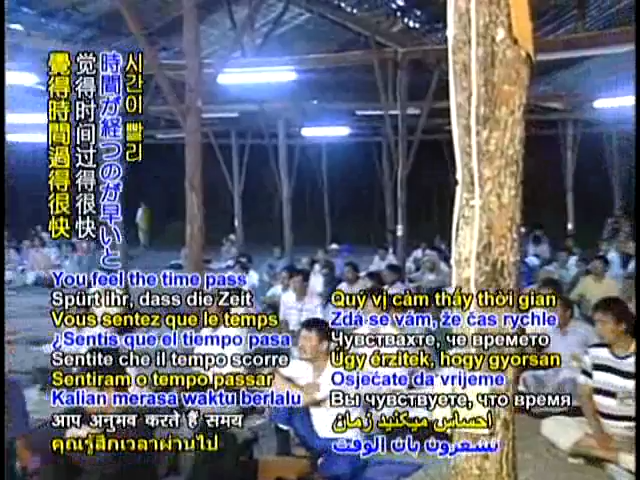 覺得時間過得很快
觉得时间过得很快
時間が経つのが早いと
시간이 빨리
You feel the time pass
Spürt ihr, dass die Zeit
Vous sentez que le temps
¿Sentis que el tiempo pasa
Sentite che il tempo scorre
Sentiram o tempo passar
Kalian merasa waktu berlalu
आप अनुभव करते हैं समय
คุณรู้สึกเวลาผ่านไป
Quý vị cảm thấy thời gian
Zdá se vám, že čas rychle
Чувствахте, че времето
Úgy érzitek, hogy gyorsan
Osjećate da vrijeme
Вы чувствуете, что время
احساس میکنید زمان
تشعرون بان الوقت